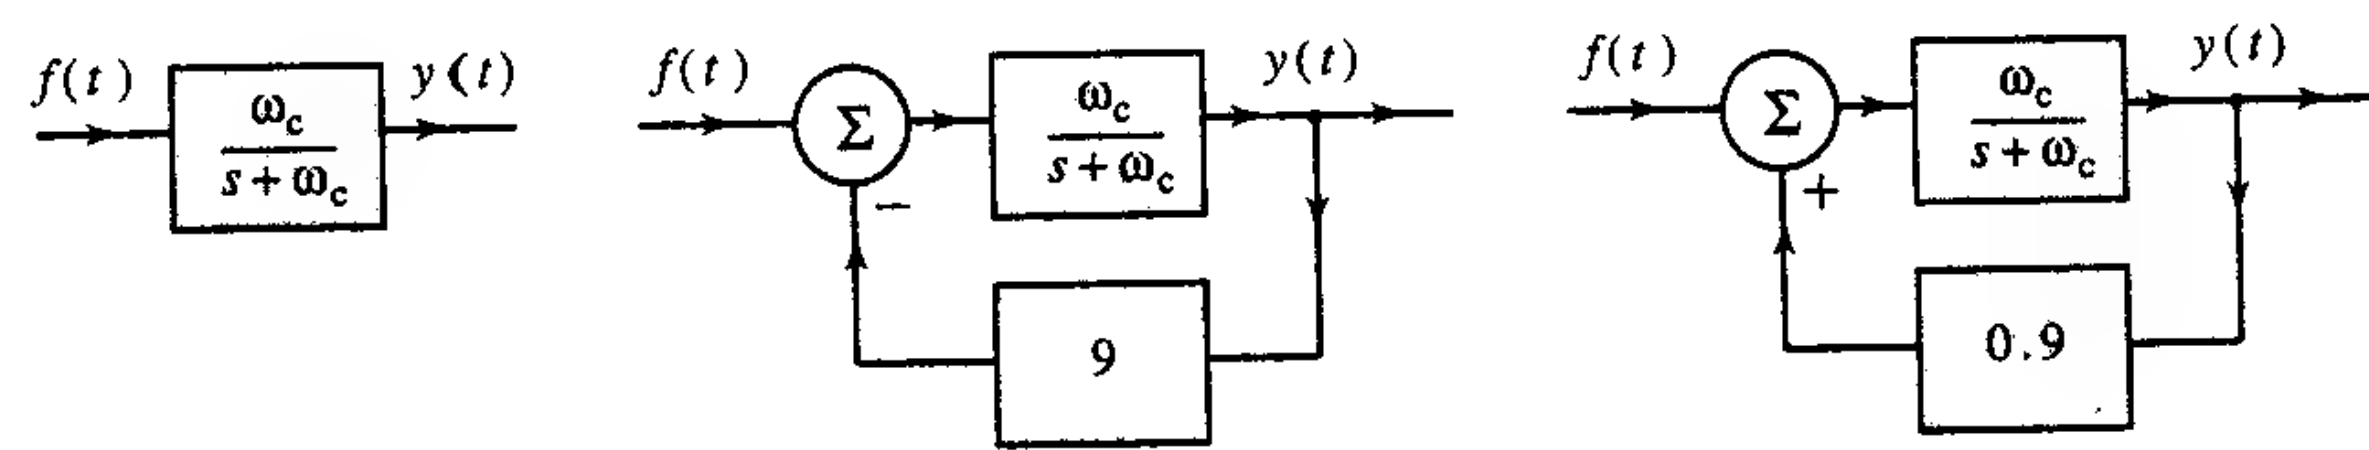 f(t)
ω_c
s + ω_c
y(t)
f(t)
Σ
−
ω_c
s + ω_c
y(t)
9
f(t)
Σ
+
ω_c
s + ω_c
y(t)
0.9